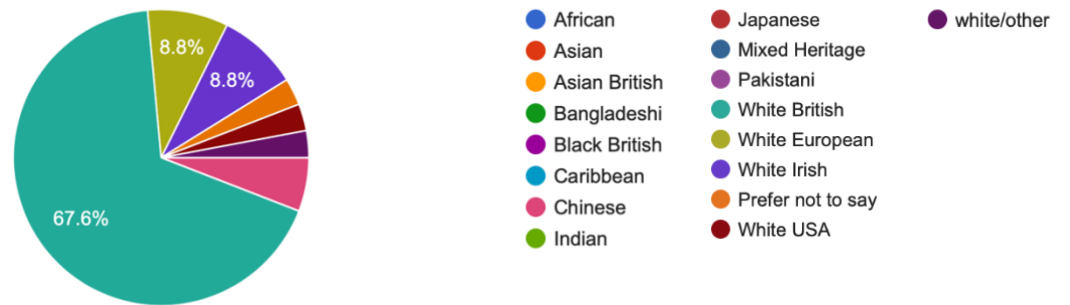 8.8%
8.8%
67.6%
African
Asian
Asian British
Bangladeshi
Black British
Caribbean
Chinese
Indian
Japanese
Mixed Heritage
Pakistani
White British
White European
White Irish
Prefer not to say
White USA
white/other